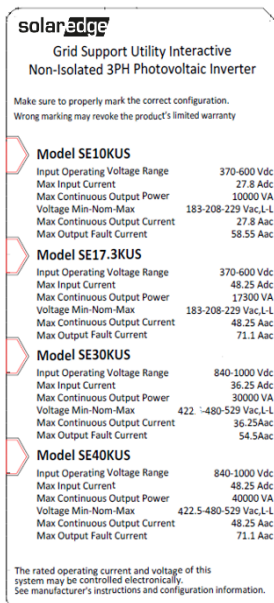 solaredge
Grid Support Utility Interactive
Non-Isolated 3PH Photovoltaic Inverter
Make sure to properly mark the correct configuration.
Wrong marking may revoke the product's limited warranty
Model SE10KUS
Input Operating Voltage Range 370-600 Vdc
Max Input Current 27.8 Adc
Max Continuous Output Power 10000 VA
Voltage Min-Nom-Max 183-208-229 Vac,L-L
Max Continuous Output Current 27.8 Aac
Max Output Fault Current 58.55 Aac
Model SE17.3KUS
Input Operating Voltage Range 370-600 Vdc
Max Input Current 48.25 Adc
Max Continuous Output Power 17300 VA
Voltage Min-Nom-Max 183-208-229 Vac,L-L
Max Continuous Output Current 48.25 Aac
Max Output Fault Current 71.1 Aac
Model SE30KUS
Input Operating Voltage Range 840-1000 Vdc
Max Input Current 36.25 Adc
Max Continuous Output Power 30000 VA
Voltage Min-Nom-Max 422. -480-529 Vac,L-L
Max Continuous Output Current 36.25Aac
Max Output Fault Current 54.5Aac
Model SE40KUS
Input Operating Voltage Range 840-1000 Vdc
Max Input Current 48.25 Adc
Max Continuous Output Power 40000 VA
Voltage Min-Nom-Max 422.5-480-529 Vac,L-L
Max Continuous Output Current 48.25 Aac
Max Output Fault Current 71.1 Aac
The rated operating current and voltage of this
system may be controlled electronically.
See manufacturer's instructions and configuration information.